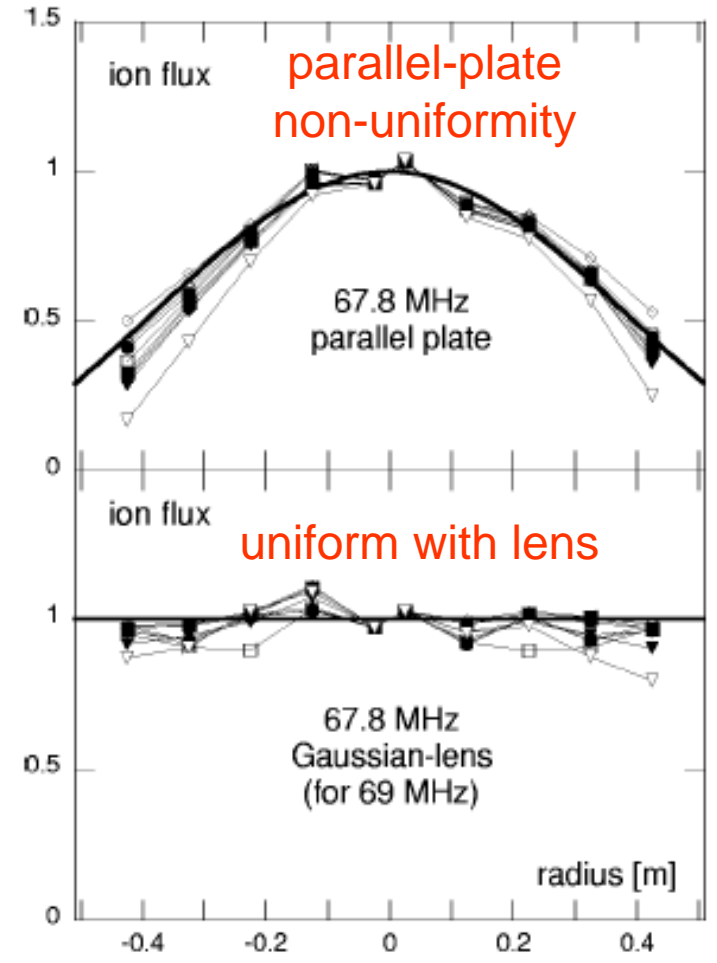 1.5
ion flux
parallel-plate
non-uniformity
1
67.8 MHz
parallel plate
0.5
0
ion flux
uniform with lens
1
67.8 MHz
Gaussian-lens
(for 69 MHz)
0.5
radius [m]
0
-0.4 -0.2 0 0.2 0.4